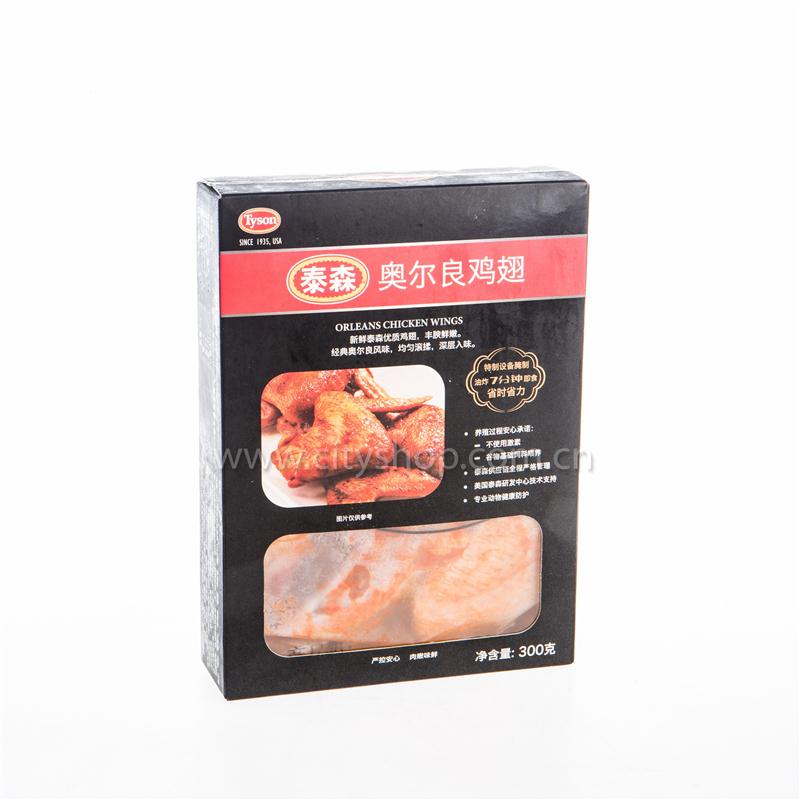 Tyson
SINCE 1935, USA
泰森 奥尔良鸡翅
ORLEANS CHICKEN WINGS
新鲜泰森优质鸡翅，丰腴鲜嫩。
经典奥尔良风味，均匀滚揉，深层入味。
特制设备腌制
油炸7分钟即食
省时省力
• 养殖过程安心承诺：
— 不使用激素
— 谷物基础饲料喂养
• 泰森供应链全程严格管理
• 美国泰森研发中心技术支持
• 专业动物健康防护
www.cityshop.com.cn
图片仅供参考
严控安心 肉嫩味鲜
净含量: 300克